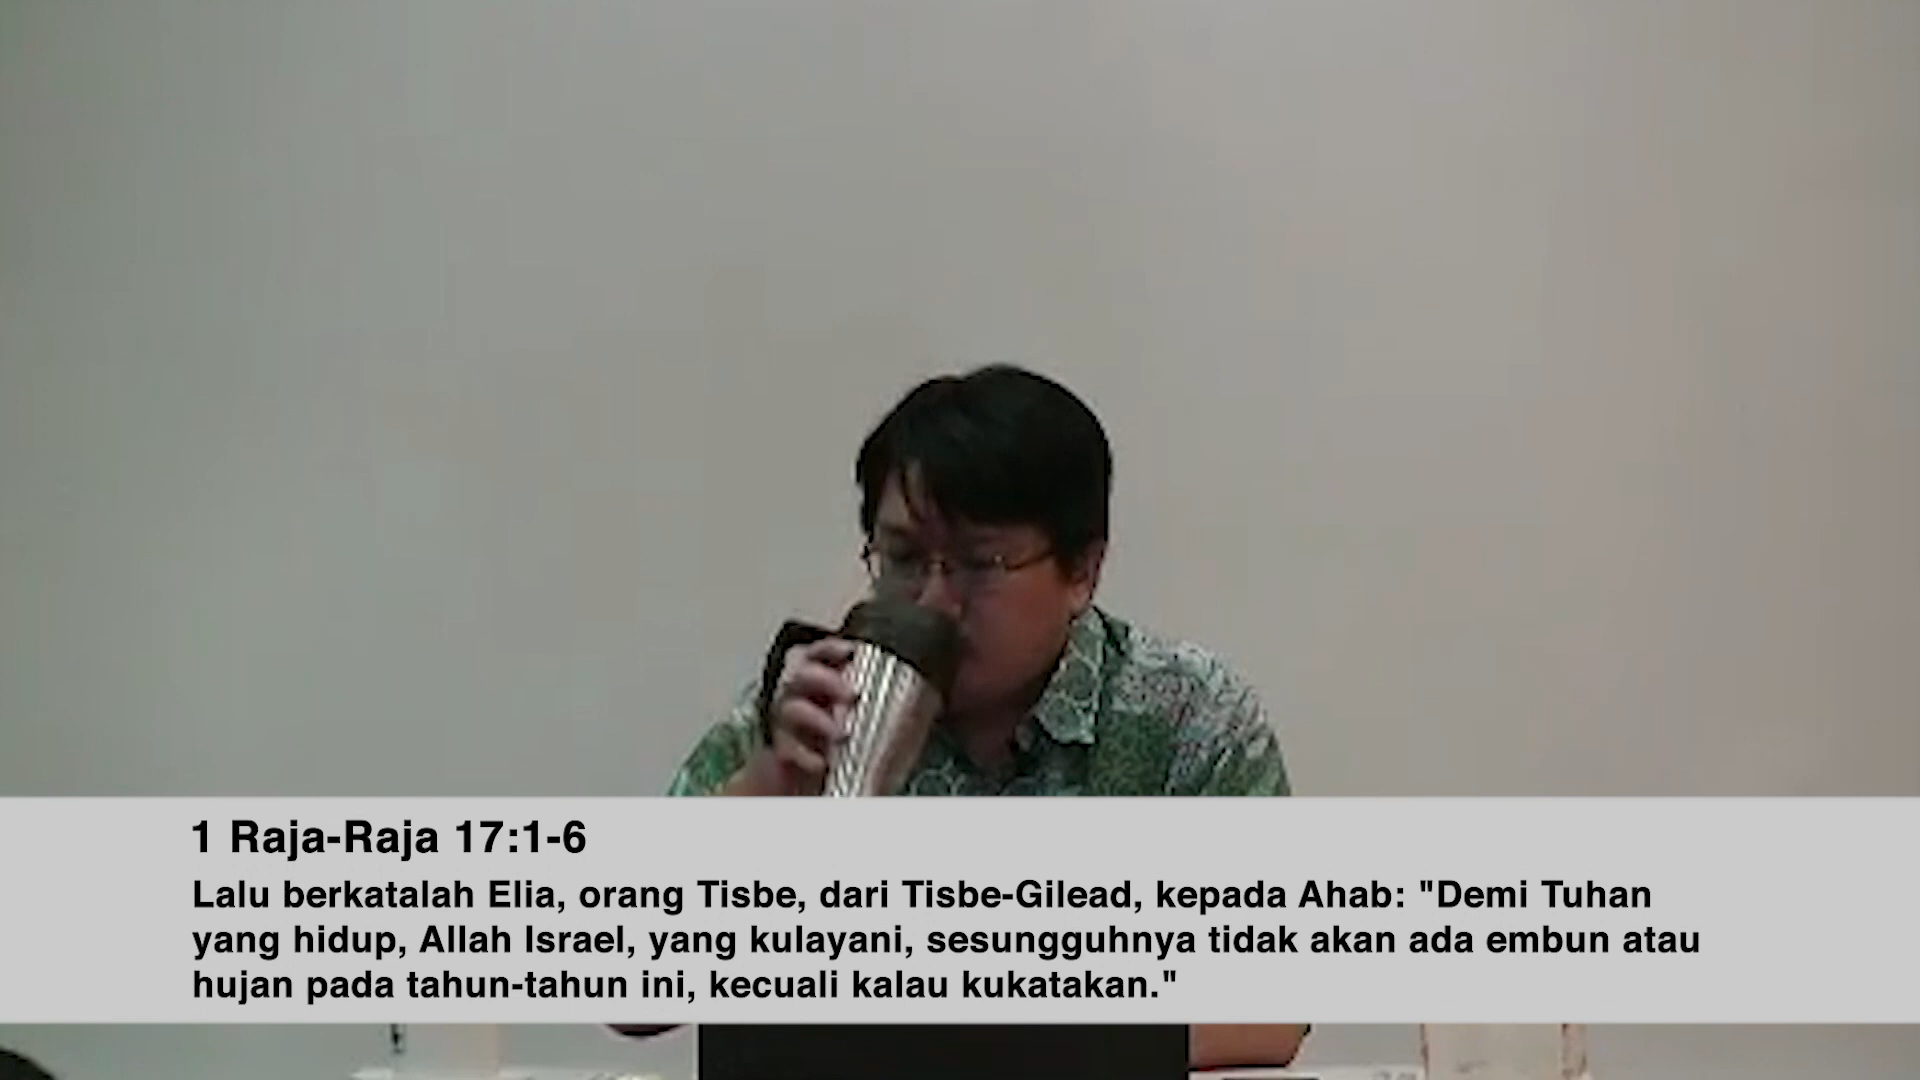 1 Raja-Raja 17:1-6
Lalu berkatalah Elia, orang Tisbe, dari Tisbe-Gilead, kepada Ahab: "Demi Tuhan
yang hidup, Allah Israel, yang kulayani, sesungguhnya tidak akan ada embun atau
hujan pada tahun-tahun ini, kecuali kalau kukatakan."